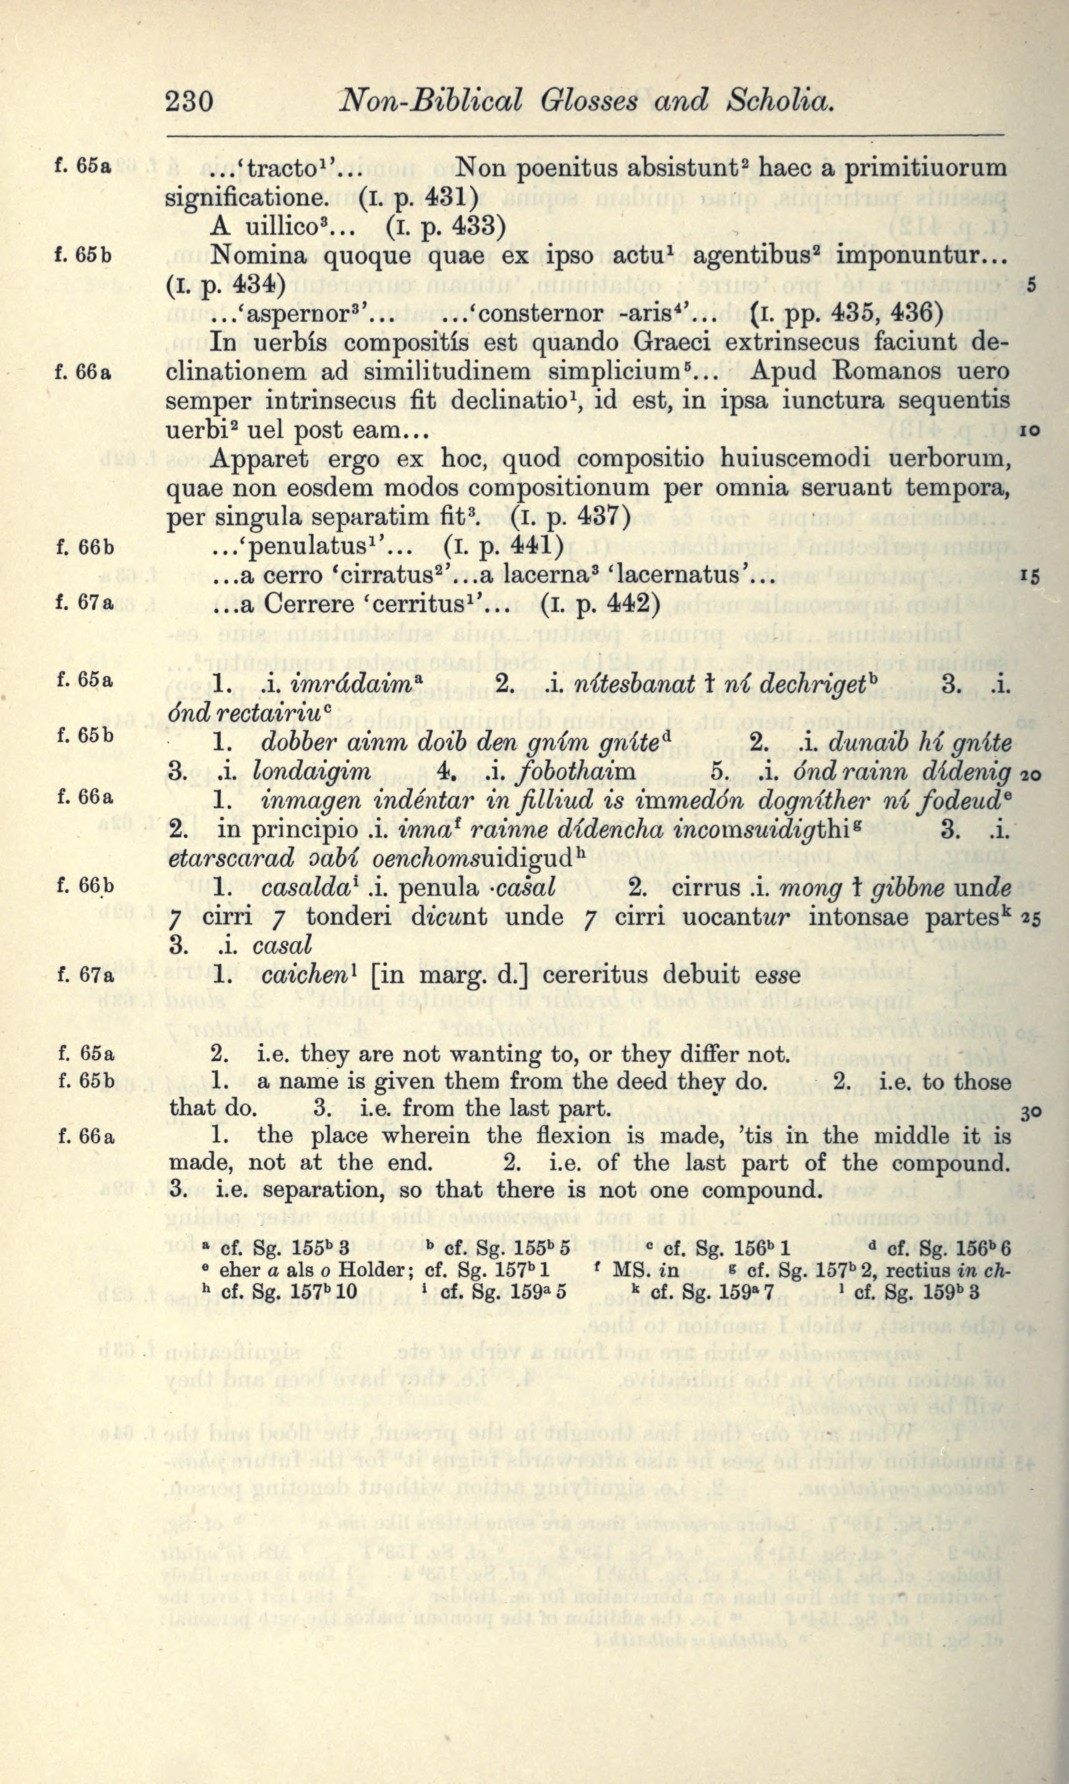 230 Non-Biblical Glosses and Scholia.
f. 65a ...‘tracto¹’... Non poenitus absistunt² haec a primitiuorum
significatione. (I. p. 431)
A uillico³... (I. p. 433)
f. 65b Nomina quoque quae ex ipso actu¹ agentibus² imponuntur...
(I. p. 434) 5
...‘aspernor³’... ...‘consternor -aris⁴’... (I. pp. 435, 436)
In uerbís compositís est quando Graeci extrinsecus faciunt de-
f. 66a clinationem ad similitudinem simplicium⁵... Apud Romanos uero
semper intrinsecus fit declinatio¹, id est, in ipsa iunctura sequentis
uerbi² uel post eam... 10
Apparet ergo ex hoc, quod compositio huiuscemodi uerborum,
quae non eosdem modos compositionum per omnia seruant tempora,
per singula separatim fit³. (I. p. 437)
f. 66b ...‘penulatus¹’... (I. p. 441)
...a cerro ‘cirratus²’...a lacerna³ ‘lacernatus’... 15
f. 67a ...a Cerrere ‘cerritus¹’... (I. p. 442)
f. 65a 1. .i. imrádaimᵃ 2. .i. nítesbanat ɫ ní dechrigetᵇ 3. .i.
ónd rectairiuᶜ
f. 65b 1. dobber ainm doib den gním gníteᵈ 2. .i. dunaib hí gníte
3. .i. londaigim 4. .i. fobothaim 5. .i. ónd rainn dídenig 20
f. 66a 1. inmagen indéntar in filliud is immedón dogníther ní fodeudᵉ
2. in principio .i. innaᶠ rainne dídencha incomsuidigthiᵍ 3. .i.
etarscarad ɔabí oenchomsuidigudʰ
f. 66b 1. casaldaⁱ .i. penula ·casal 2. cirrus .i. mong ɫ gibbne unde
⁊ cirri ⁊ tonderi dicunt unde ⁊ cirri uocantur intonsae partesᵏ 25
3. .i. casal
f. 67a 1. caichenˡ [in marg. d.] cereritus debuit esse
f. 65a 2. i.e. they are not wanting to, or they differ not.
f. 65b 1. a name is given them from the deed they do. 2. i.e. to those
that do. 3. i.e. from the last part. 30
f. 66a 1. the place wherein the flexion is made, ’tis in the middle it is
made, not at the end. 2. i.e. of the last part of the compound.
3. i.e. separation, so that there is not one compound.
ᵃ cf. Sg. 155ᵇ 3 ᵇ cf. Sg. 155ᵇ 5 ᶜ cf. Sg. 156ᵇ 1 ᵈ cf. Sg. 156ᵇ 6
ᵉ eher a als o Holder; cf. Sg. 157ᵇ 1 ᶠ MS. in ᵍ cf. Sg. 157ᵇ 2, rectius in ch-
ʰ cf. Sg. 157ᵇ 10 ⁱ cf. Sg. 159ᵃ 5 ᵏ cf. Sg. 159ᵃ 7 ˡ cf. Sg. 159ᵇ 3